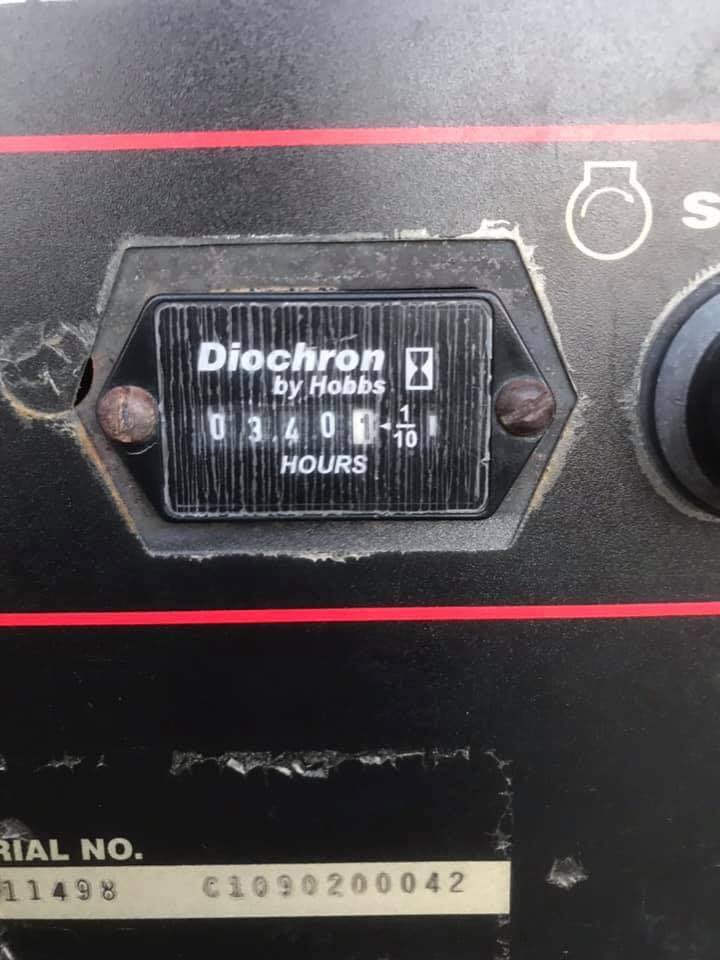 S
Diochron
by Hobbs
0 3 4 0 1 1/10
HOURS
RIAL NO.
11498 C1090200042